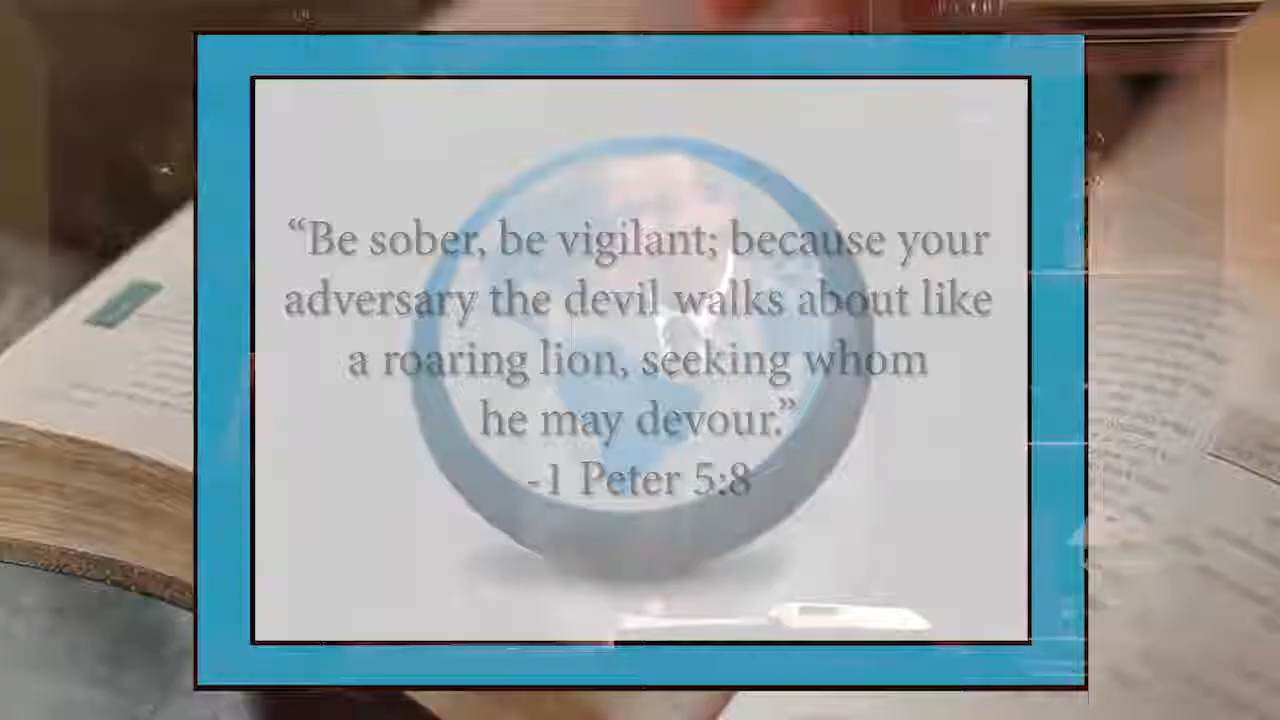 “Be sober, be vigilant; because your
adversary the devil walks about like
a roaring lion, seeking whom
he may devour.”
-1 Peter 5:8